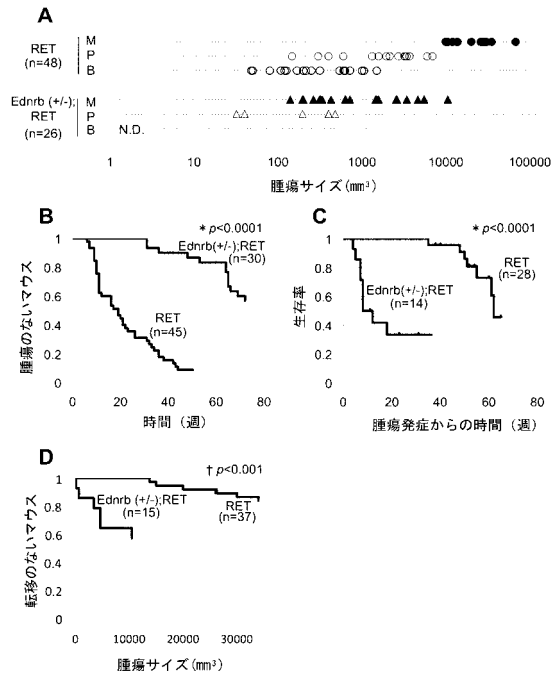 A
RET
(n=48)
M
P
B
Ednrb (+/-);
RET
(n=26)
M
P
B
N.D.
1 10 100 1000 10000 100000
腫瘍サイズ(mm³)
B
* p<0.0001
Ednrb(+/-);RET
(n=30)
RET
(n=45)
腫瘍のないマウス
1
0.8
0.6
0.4
0.2
0
0 20 40 60 80
時間(週)
C
* p<0.0001
RET
(n=28)
Ednrb(+/-);RET
(n=14)
生存率
1
0.8
0.6
0.4
0.2
0
0 20 40 60 80
腫瘍発症からの時間(週)
D
† p<0.001
Ednrb (+/-);RET
(n=15)
RET
(n=37)
転移のないマウス
1
0.8
0.6
0.4
0.2
0
0 10000 20000 30000
腫瘍サイズ(mm³)